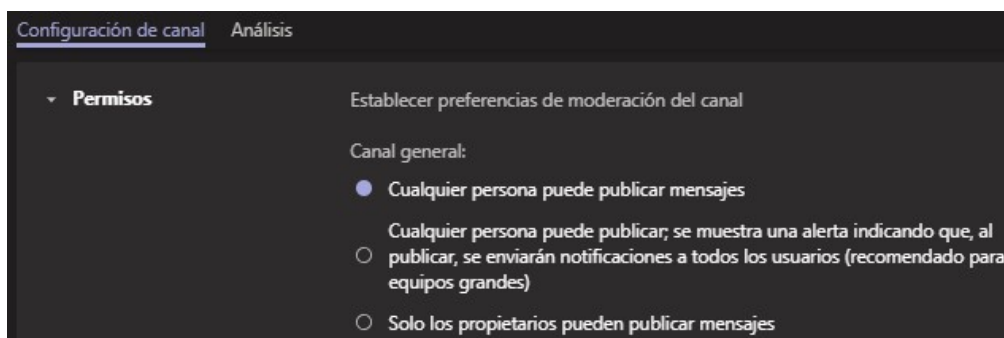 Configuración de canal Análisis
Permisos
Establecer preferencias de moderación del canal
Canal general:
Cualquier persona puede publicar mensajes
Cualquier persona puede publicar; se muestra una alerta indicando que, al
publicar, se enviarán notificaciones a todos los usuarios (recomendado para
equipos grandes)
Solo los propietarios pueden publicar mensajes